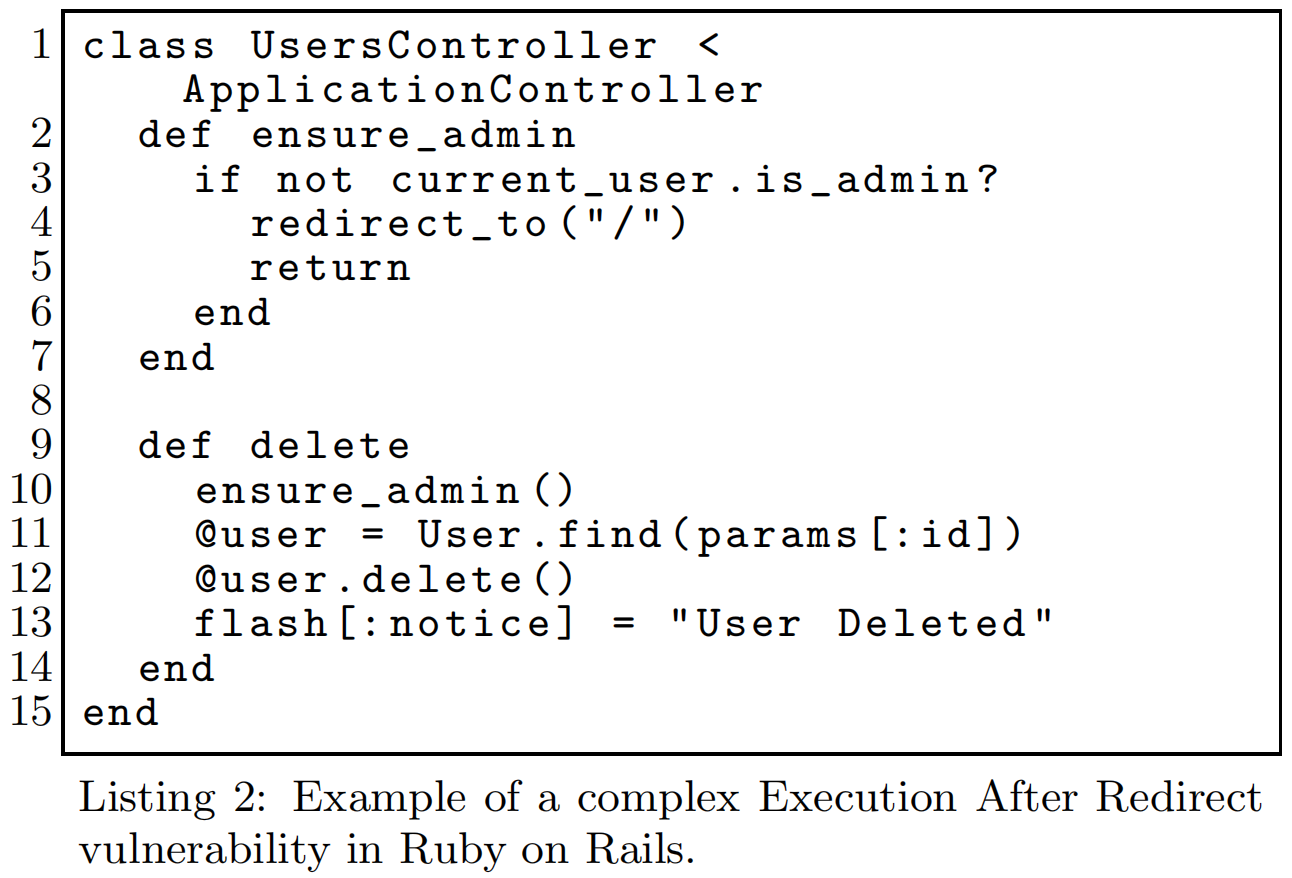 1 class UsersController <
ApplicationController
2 def ensure_admin
3 if not current_user.is_admin?
4 redirect_to("/")
5 return
6 end
7 end
8
9 def delete
10 ensure_admin()
11 @user = User.find(params[:id])
12 @user.delete()
13 flash[:notice] = "User Deleted"
14 end
15 end
Listing 2: Example of a complex Execution After Redirect
vulnerability in Ruby on Rails.